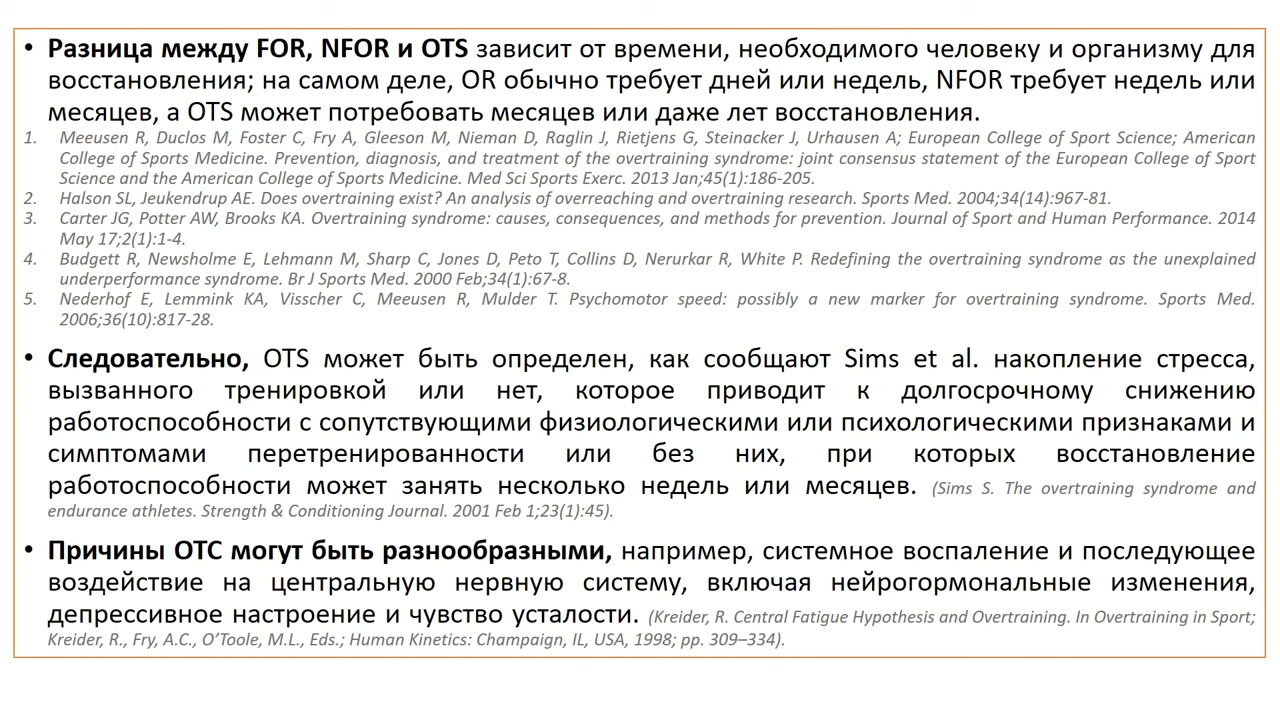 • Разница между FOR, NFOR и OTS зависит от времени, необходимого человеку и организму для
восстановления; на самом деле, OR обычно требует дней или недель, NFOR требует недель или
месяцев, а OTS может потребовать месяцев или даже лет восстановления.
1. Meeusen R, Duclos M, Foster C, Fry A, Gleeson M, Nieman D, Raglin J, Rietjens G, Steinacker J, Urhausen A; European College of Sport Science; American
College of Sports Medicine. Prevention, diagnosis, and treatment of the overtraining syndrome: joint consensus statement of the European College of Sport
Science and the American College of Sports Medicine. Med Sci Sports Exerc. 2013 Jan;45(1):186-205.
2. Halson SL, Jeukendrup AE. Does overtraining exist? An analysis of overreaching and overtraining research. Sports Med. 2004;34(14):967-81.
3. Carter JG, Potter AW, Brooks KA. Overtraining syndrome: causes, consequences, and methods for prevention. Journal of Sport and Human Performance. 2014
May 17;2(1):1-4.
4. Budgett R, Newsholme E, Lehmann M, Sharp C, Jones D, Peto T, Collins D, Nerurkar R, White P. Redefining the overtraining syndrome as the unexplained
underperformance syndrome. Br J Sports Med. 2000 Feb;34(1):67-8.
5. Nederhof E, Lemmink KA, Visscher C, Meeusen R, Mulder T. Psychomotor speed: possibly a new marker for overtraining syndrome. Sports Med.
2006;36(10):817-28.
• Следовательно, OTS может быть определен, как сообщают Sims et al. накопление стресса,
вызванного тренировкой или нет, которое приводит к долгосрочному снижению
работоспособности с сопутствующими физиологическими или психологическими признаками и
симптомами перетренированности или без них, при которых восстановление
работоспособности может занять несколько недель или месяцев. (Sims S. The overtraining syndrome and
endurance athletes. Strength & Conditioning Journal. 2001 Feb 1;23(1):45).
• Причины ОТС могут быть разнообразными, например, системное воспаление и последующее
воздействие на центральную нервную систему, включая нейрогормональные изменения,
депрессивное настроение и чувство усталости. (Kreider, R. Central Fatigue Hypothesis and Overtraining. In Overtraining in Sport;
Kreider, R., Fry, A.C., O’Toole, M.L., Eds.; Human Kinetics: Champaign, IL, USA, 1998; pp. 309–334).